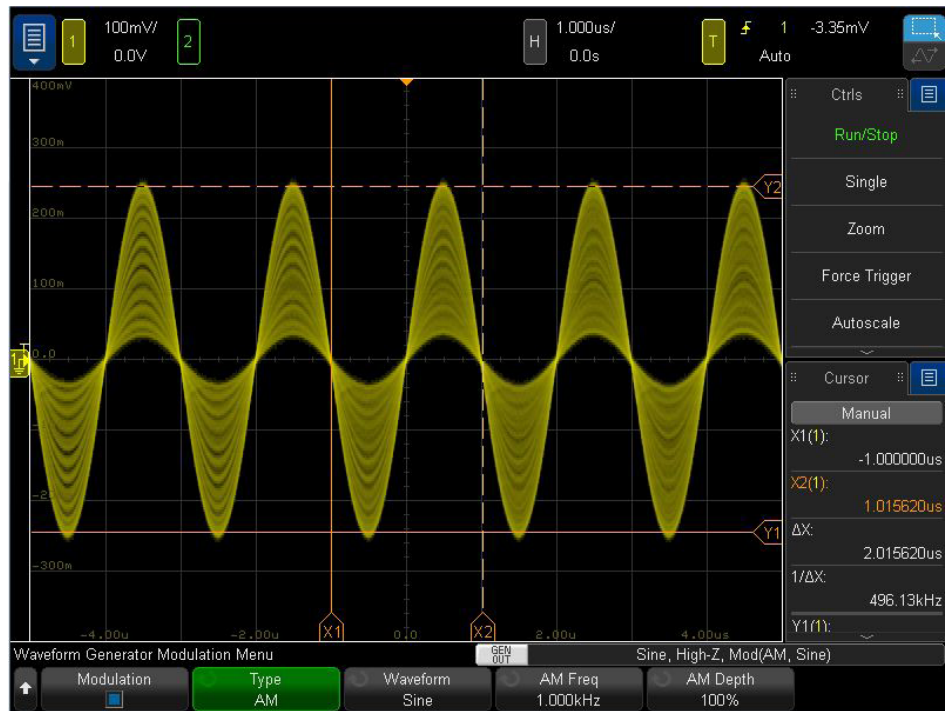 1 100mV/ 2 H 1.000us/ T 1 -3.35mV
0.0V 0.0s Auto
400mV
300m
200m
100m
0.0
-300m
Y2
Y1
-4.00u -2.00u X1 0.0 X2 2.00u 4.00us
1
T
Ctrls
Run/Stop
Single
Zoom
Force Trigger
Autoscale
Cursor
Manual
X1(1):
-1.000000us
X2(1):
1.015620us
ΔX:
2.015620us
1/ΔX:
496.13kHz
Y1(1):
Waveform Generator Modulation Menu GEN OUT Sine, High-Z, Mod(AM, Sine)
Modulation Type Waveform AM Freq AM Depth
AM Sine 1.000kHz 100%